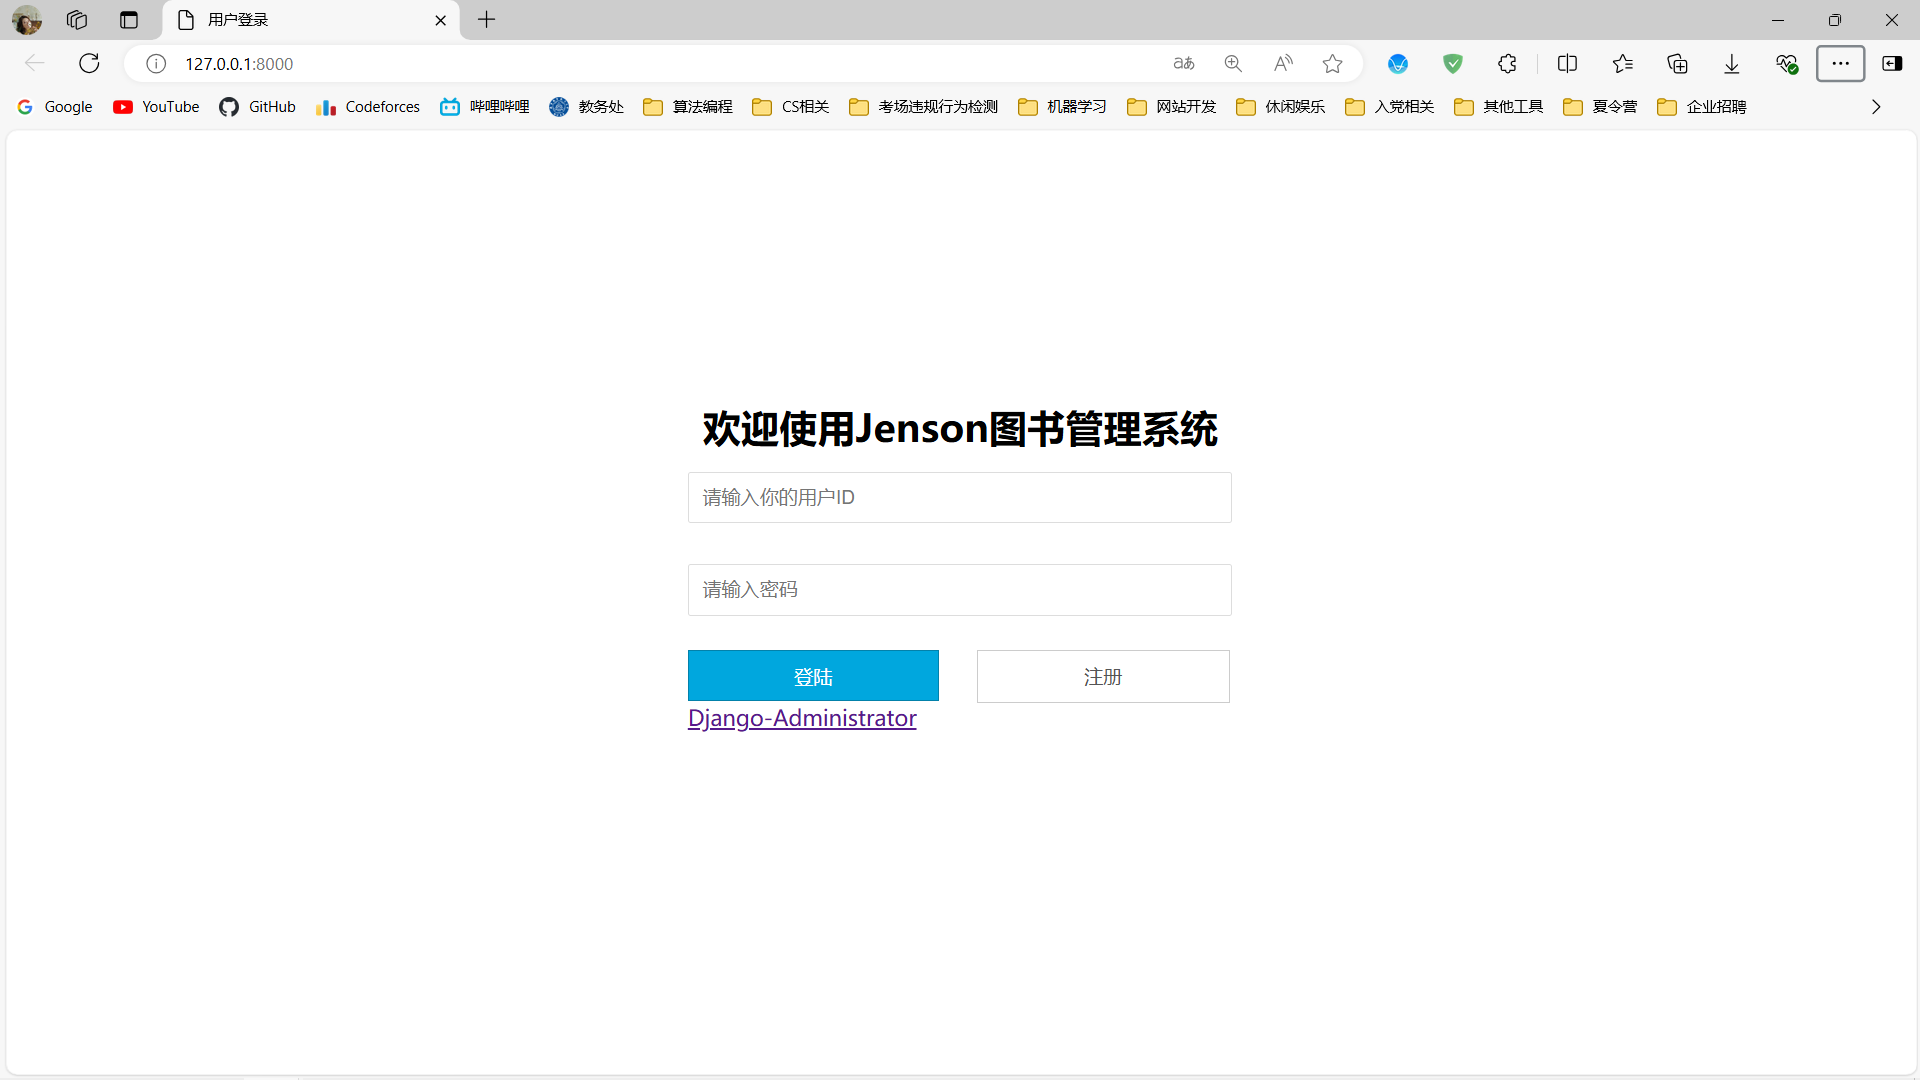 用户登录
127.0.0.1:8000
Google YouTube GitHub Codeforces 哔哩哔哩 教务处 算法编程 CS相关 考场违规行为检测 机器学习 网站开发 休闲娱乐 入党相关 其他工具 夏令营 企业招聘
欢迎使用Jenson图书管理系统
请输入你的用户ID
请输入密码
登陆 注册
Django-Administrator